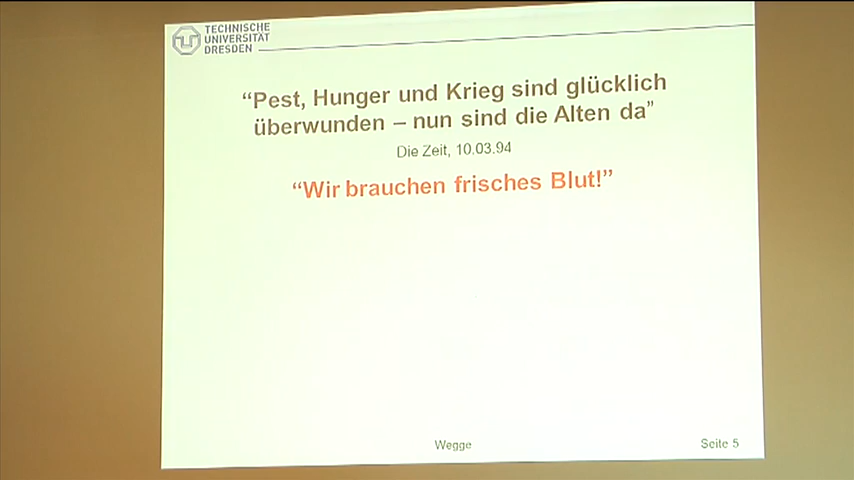 TECHNISCHE
UNIVERSITÄT
DRESDEN
“Pest, Hunger und Krieg sind glücklich
überwunden – nun sind die Alten da”
Die Zeit, 10.03.94
“Wir brauchen frisches Blut!”
Wegge
Seite 5